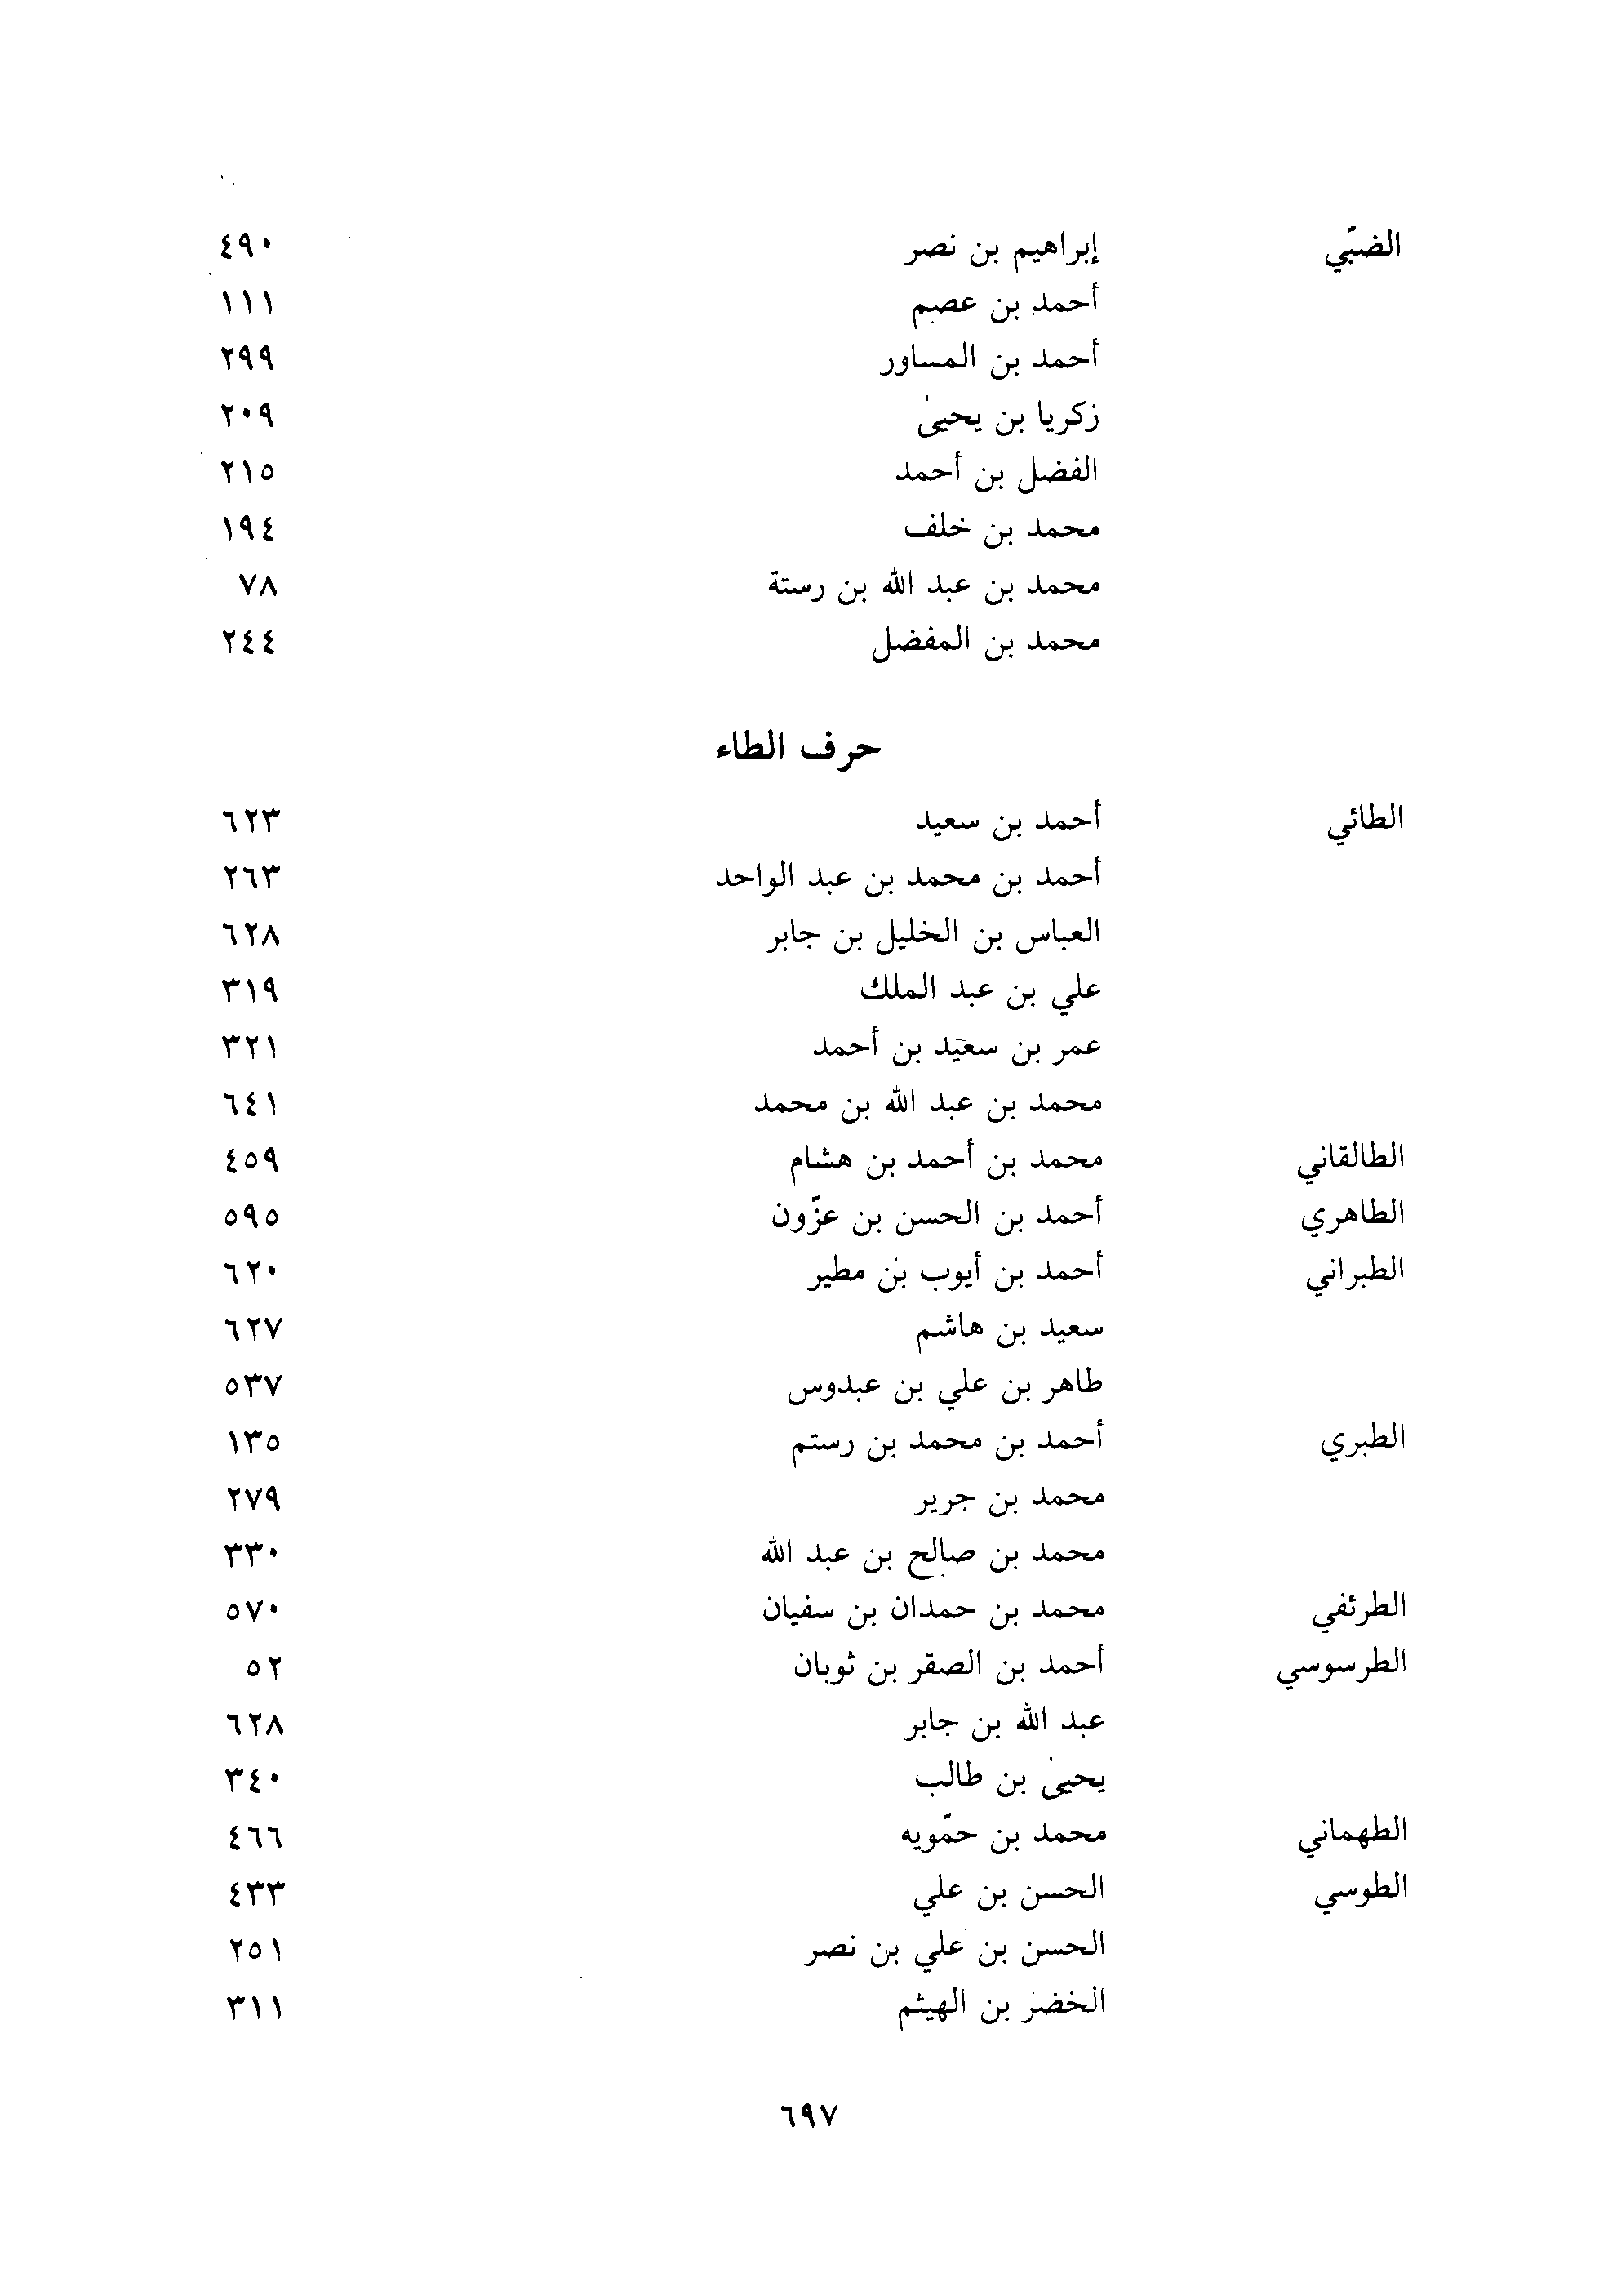 الضبّي إبراهيم بن نصر ٤٩٠
أحمد بن عصم ١١١
أحمد بن المساور ٢٩٩
زكريا بن يحيىٰ ٢٠٩
الفضل بن أحمد ٢١٥
محمد بن خلف ١٩٤
محمد بن عبد الله بن رستة ٧٨
محمد بن المفضل ٢٤٤
حرف الطاء
الطائي أحمد بن سعيد ٦٢٣
أحمد بن محمد بن عبد الواحد ٢٦٣
العباس بن الخليل بن جابر ٦٢٨
علي بن عبد الملك ٣١٩
عمر بن سعيد بن أحمد ٣٢١
محمد بن عبد الله بن محمد ٦٤١
الطالقاني محمد بن أحمد بن هشام ٤٥٩
الطاهري أحمد بن الحسن بن عزّون ٥٩٥
الطبراني أحمد بن أيوب بن مطير ٦٢٠
سعيد بن هاشم ٦٢٧
طاهر بن علي بن عبدوس ٥٣٧
الطبري أحمد بن محمد بن رستم ١٣٥
محمد بن جرير ٢٧٩
محمد بن صالح بن عبد الله ٣٣٠
الطرئفي محمد بن حمدان بن سفيان ٥٧٠
الطرسوسي أحمد بن الصقر بن ثوبان ٥٢
عبد الله بن جابر ٦٢٨
يحيىٰ بن طالب ٣٤٠
الطهماني محمد بن حمّويه ٤٦٦
الطوسي الحسن بن علي ٤٣٣
الحسن بن علي بن نصر ٢٥١
الخضر بن الهيثم ٣١١
٦٩٧